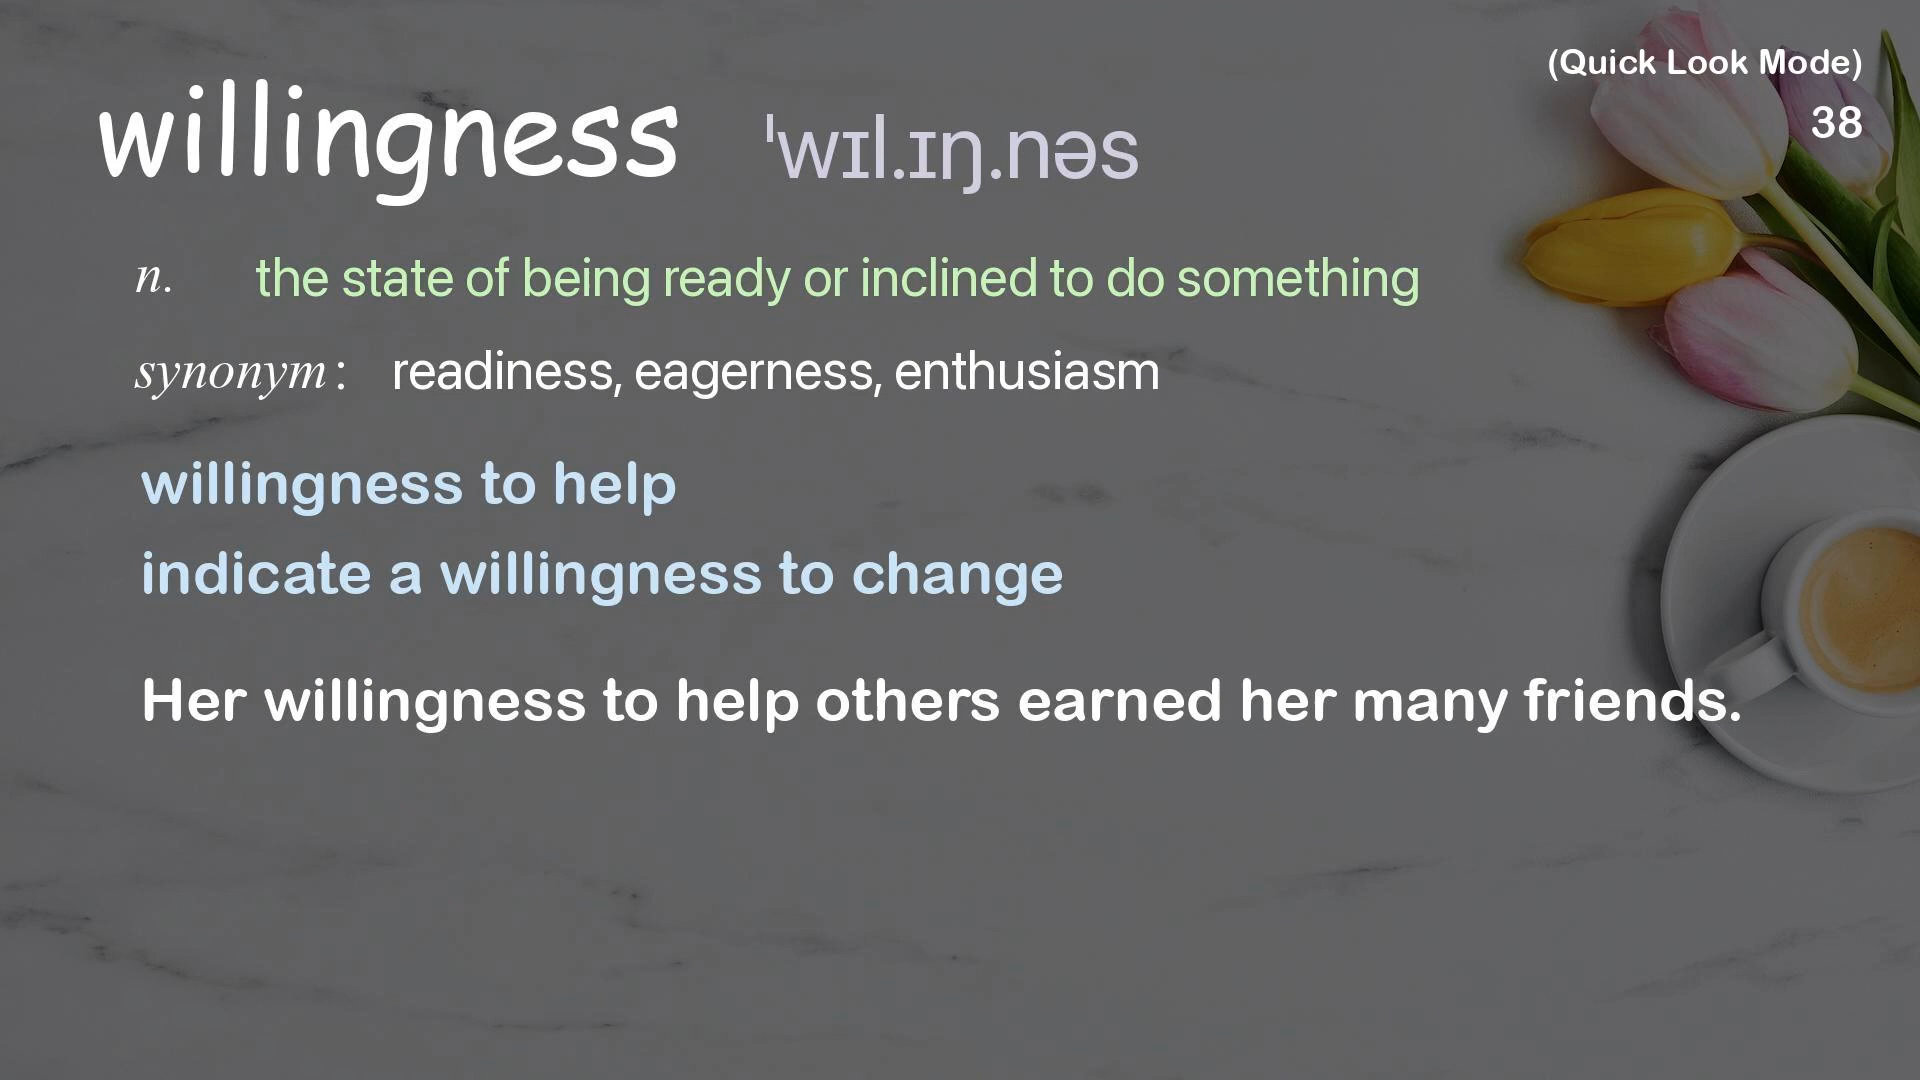 (Quick Look Mode)
38
willingness ˈwɪl.ɪŋ.nəs
n. the state of being ready or inclined to do something
synonym: readiness, eagerness, enthusiasm
willingness to help
indicate a willingness to change
Her willingness to help others earned her many friends.